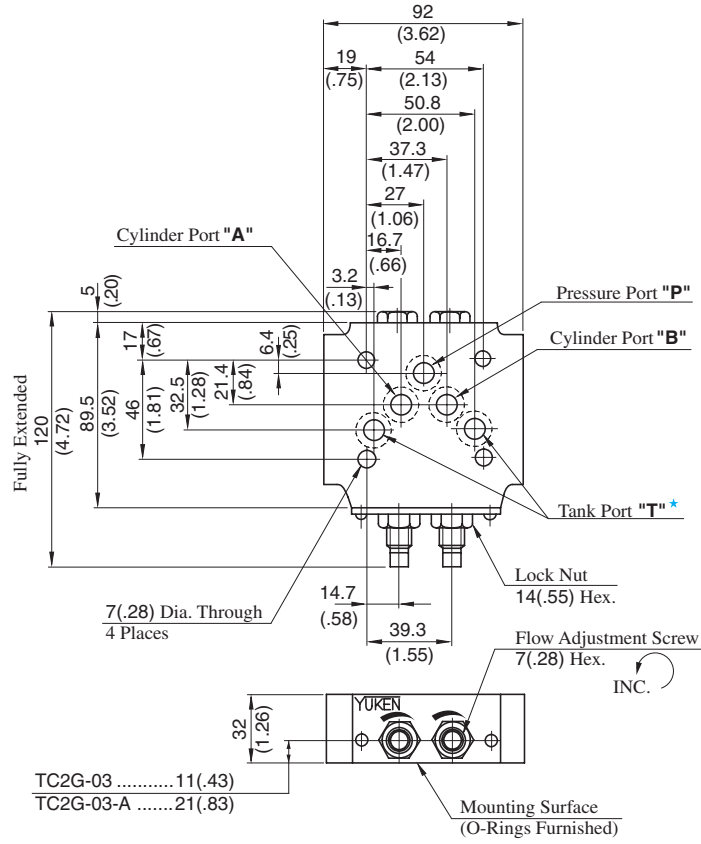 92
(3.62)
19
(.75)
54
(2.13)
50.8
(2.00)
37.3
(1.47)
27
(1.06)
16.7
(.66)
3.2
(.13)
Cylinder Port "A"
Pressure Port "P"
Cylinder Port "B"
5
(.20)
17
(.67)
6.4
(.25)
21.4
(.84)
32.5
(1.28)
46
(1.81)
89.5
(3.52)
Fully Extended
120
(4.72)
Tank Port "T" ★
Lock Nut
14(.55) Hex.
7(.28) Dia. Through
4 Places
14.7
(.58)
39.3
(1.55)
Flow Adjustment Screw
7(.28) Hex.
INC.
YUKEN
32
(1.26)
TC2G-03 ...........11(.43)
TC2G-03-A .......21(.83)
Mounting Surface
(O-Rings Furnished)